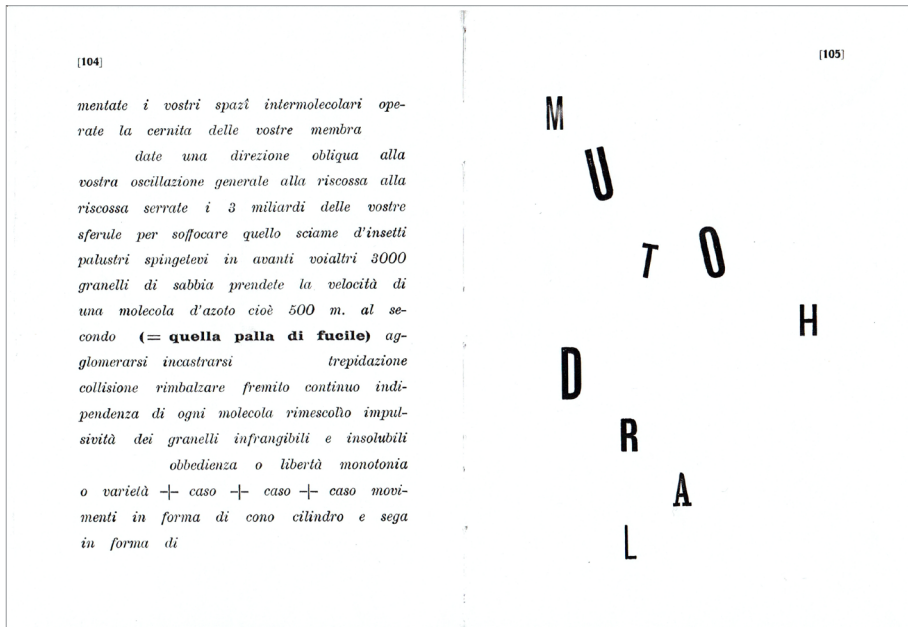 [104]
mentate i vostri spazî intermolecolari ope-
rate la cernita delle vostre membra
date una direzione obliqua alla
vostra oscillazione generale alla riscossa alla
riscossa serrate i 3 miliardi delle vostre
sferule per soffocare quello sciame d'insetti
palustri spingetevi in avanti voialtri 3000
granelli di sabbia prendete la velocità di
una molecola d'azoto cioè 500 m. al se-
condo (= quella palla di fucile) ag-
glomerarsi incastrarsi trepidazione
collisione rimbalzare fremito continuo indi-
pendenza di ogni molecola rimescolìo impul-
sività dei granelli infrangibili e insolubili
obbedienza o libertà monotonia
o varietà + caso + caso + caso movi-
menti in forma di cono cilindro e sega
in forma di
[105]
M
U
T O
H
D
R
A
L